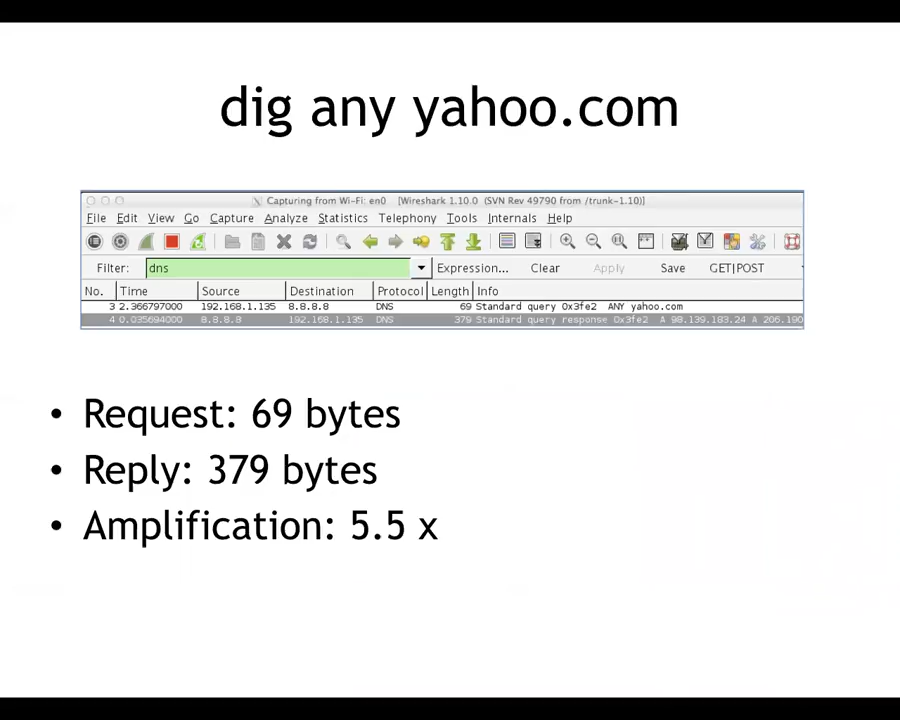 dig any yahoo.com
Capturing from Wi-Fi: en0 [Wireshark 1.10.0 (SVN Rev 49790 from /trunk-1.10)]
File Edit View Go Capture Analyze Statistics Telephony Tools Internals Help
Filter: dns Expression... Clear Apply Save GET|POST
No. Time Source Destination Protocol Length Info
3 2.366797000 192.168.1.135 8.8.8.8 DNS 69 Standard query 0x3fe2 ANY yahoo.com
4 0.035694000 8.8.8.8 192.168.1.135 DNS 379 Standard query response 0x3fe2 A 98.139.183.24 A 206.190
• Request: 69 bytes
• Reply: 379 bytes
• Amplification: 5.5 x